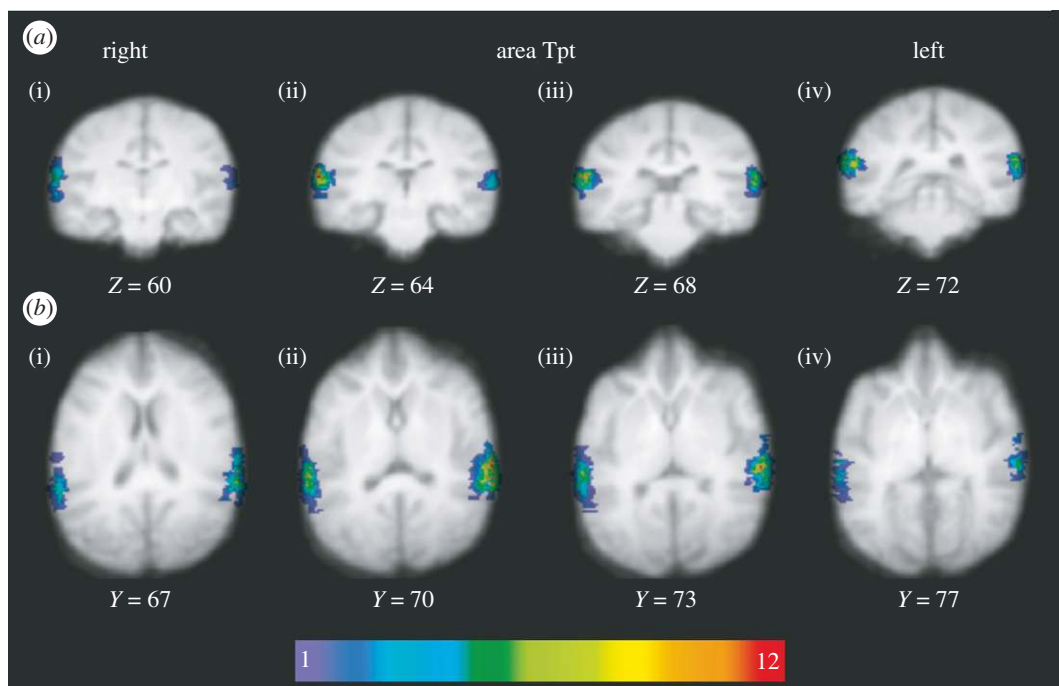 (a)
right area Tpt left
(i) (ii) (iii) (iv)
Z = 60 Z = 64 Z = 68 Z = 72
(b)
(i) (ii) (iii) (iv)
Y = 67 Y = 70 Y = 73 Y = 77
1 12